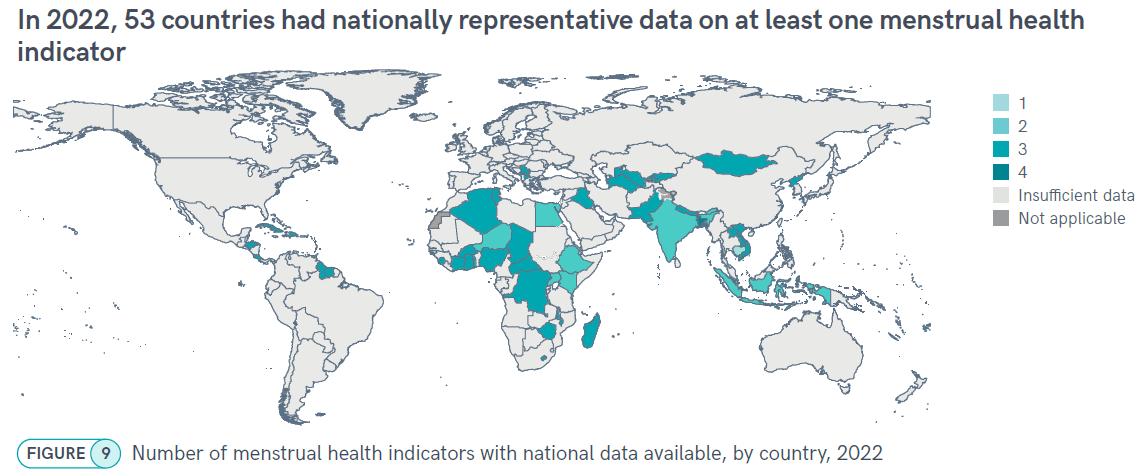 In 2022, 53 countries had nationally representative data on at least one menstrual health
indicator
1
2
3
4
Insufficient data
Not applicable
FIGURE 9 Number of menstrual health indicators with national data available, by country, 2022